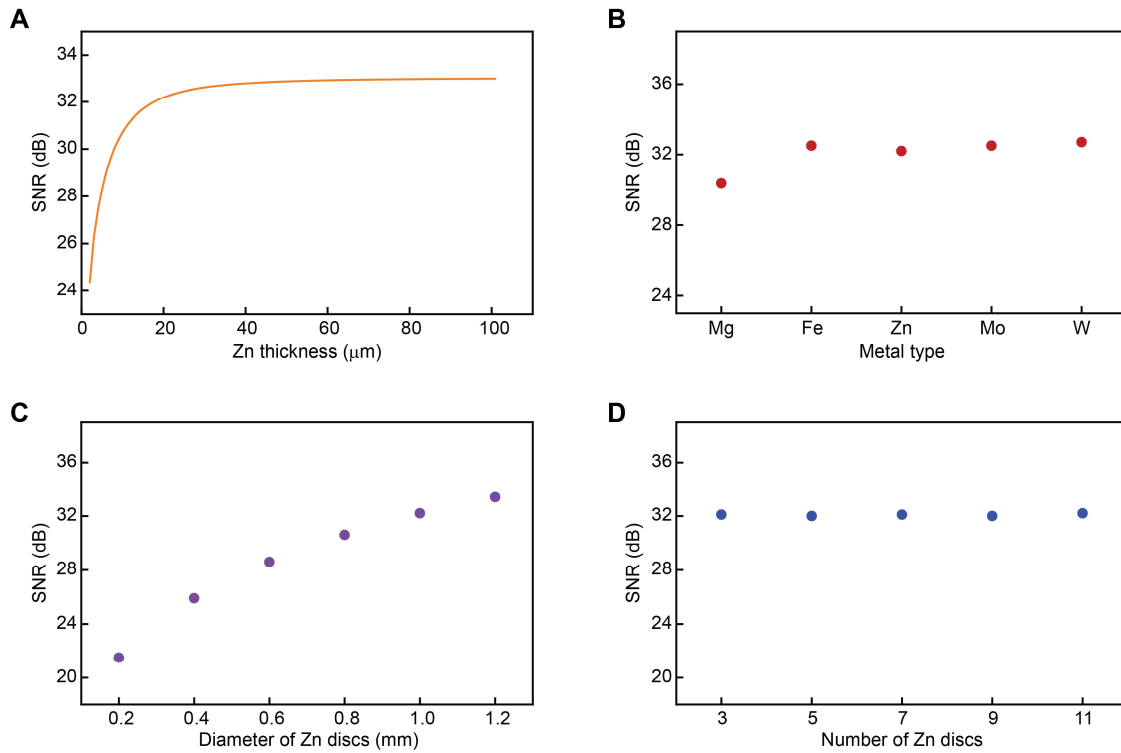 A
34
32
30
28
26
24
SNR (dB)
0 20 40 60 80 100
Zn thickness (μm)
B
36
32
28
24
SNR (dB)
Mg Fe Zn Mo W
Metal type
C
36
32
28
24
20
SNR (dB)
0.2 0.4 0.6 0.8 1.0 1.2
Diameter of Zn discs (mm)
D
36
32
28
24
20
SNR (dB)
3 5 7 9 11
Number of Zn discs